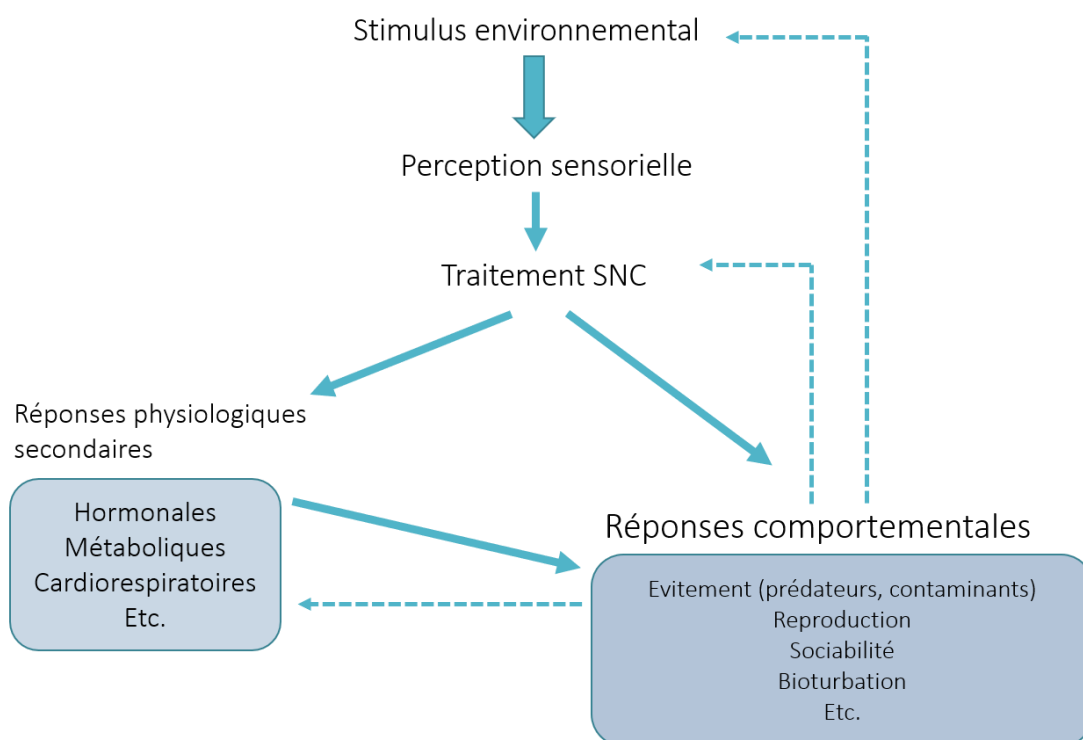 Stimulus environnemental
Perception sensorielle
Traitement SNC
Réponses physiologiques
secondaires
Hormonales
Métaboliques
Cardiorespiratoires
Etc.
Réponses comportementales
Evitement (prédateurs, contaminants)
Reproduction
Sociabilité
Bioturbation
Etc.